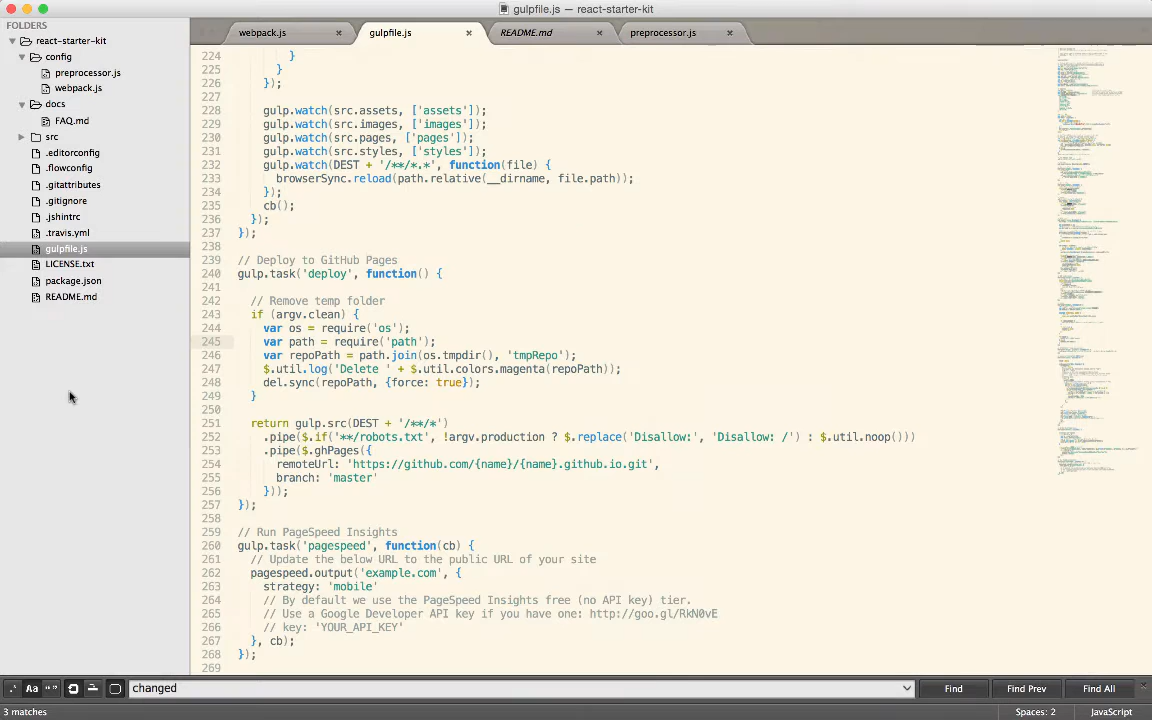 gulpfile.js — react-starter-kit
FOLDERS
react-starter-kit
config
preprocessor.js
webpack.js
docs
FAQ.md
src
.editorconfig
.flowconfig
.gitattributes
.gitignore
.jshintrc
.travis.yml
gulpfile.js
LICENSE.txt
package.json
README.md
webpack.js ×
gulpfile.js ×
README.md ×
preprocessor.js ×
224 }
225 }
226 });
227
228 gulp.watch(src.assets, ['assets']);
229 gulp.watch(src.images, ['images']);
230 gulp.watch(src.pages, ['pages']);
231 gulp.watch(src.styles, ['styles']);
232 gulp.watch(DEST + '/**/*.*', function(file) {
233 browserSync.reload(path.relative(__dirname, file.path));
234 });
235 cb();
236 });
237 });
238
239 // Deploy to GitHub Pages
240 gulp.task('deploy', function() {
241
242 // Remove temp folder
243 if (argv.clean) {
244 var os = require('os');
245 var path = require('path');
246 var repoPath = path.join(os.tmpdir(), 'tmpRepo');
247 $.util.log('Delete ' + $.util.colors.magenta(repoPath));
248 del.sync(repoPath, {force: true});
249 }
250
251 return gulp.src(DEST + '/**/*')
252 .pipe($.if('**/robots.txt', !argv.production ? $.replace('Disallow:', 'Disallow: /') : $.util.noop()))
253 .pipe($.ghPages({
254 remoteUrl: 'https://github.com/{name}/{name}.github.io.git',
255 branch: 'master'
256 }));
257 });
258
259 // Run PageSpeed Insights
260 gulp.task('pagespeed', function(cb) {
261 // Update the below URL to the public URL of your site
262 pagespeed.output('example.com', {
263 strategy: 'mobile'
264 // By default we use the PageSpeed Insights free (no API key) tier.
265 // Use a Google Developer API key if you have one: http://goo.gl/RkN0vE
266 // key: 'YOUR_API_KEY'
267 }, cb);
268 });
269
.* Aa “” changed Find Find Prev Find All
3 matches Spaces: 2 JavaScript